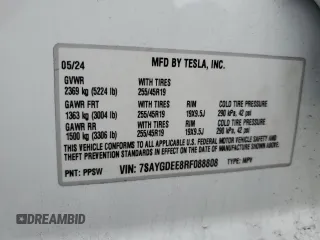 05/24 MFD BY TESLA, INC.
GVWR WITH TIRES
2369 kg (5224 lb) 255/45R19
GAWR FRT WITH TIRES RIM COLD TIRE PRESSURE
1363 kg (3004 lb) 255/45R19 19X9.5J 290 kPa, 42 psi
GAWR RR WITH TIRES RIM COLD TIRE PRESSURE
1500 kg (3306 lb) 255/45R19 19X9.5J 290 kPa, 42 psi
THIS VEHICLE CONFORMS TO ALL APPLICABLE U.S. FEDERAL MOTOR VEHICLE SAFETY AND
THEFT PREVENTION STANDARDS IN EFFECT ON THE DATE OF MANUFACTURE SHOWN ABOVE.
PNT: PPSW VIN: 7SAYGDEE8RF088808 TYPE: MPV
STATSBID